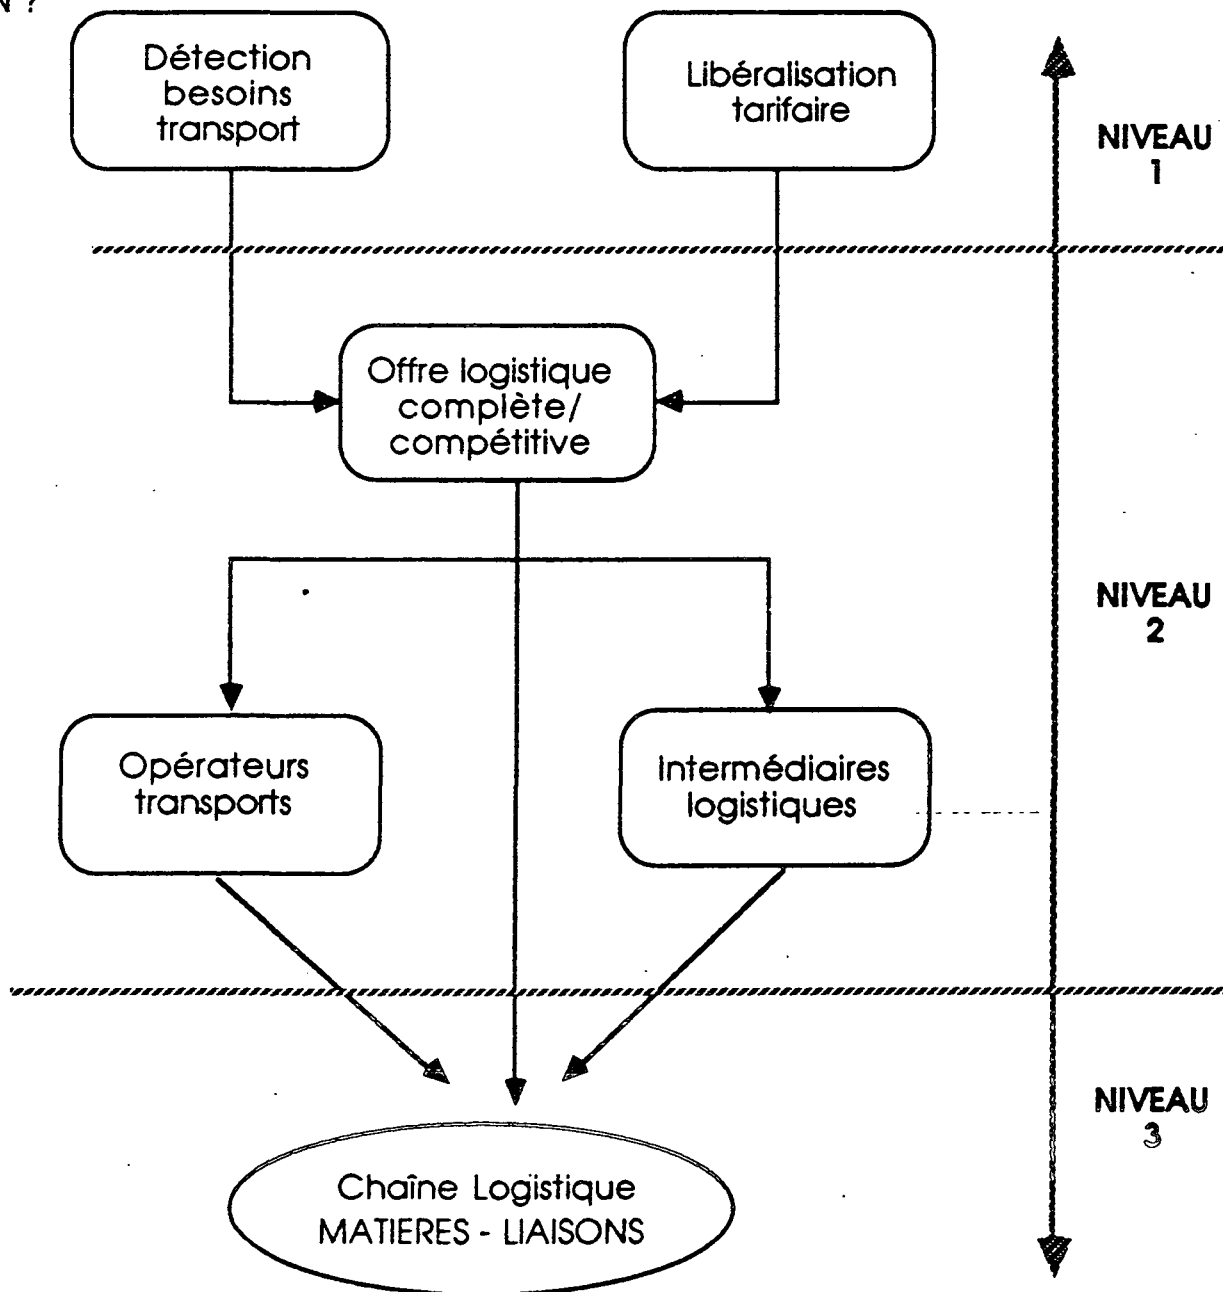 N ?
Détection
besoins
transport
Libéralisation
tarifaire
NIVEAU
1
Offre logistique
complète/
compétitive
NIVEAU
2
Opérateurs
transports
Intermédiaires
logistiques
NIVEAU
3
Chaîne Logistique
MATIERES - LIAISONS